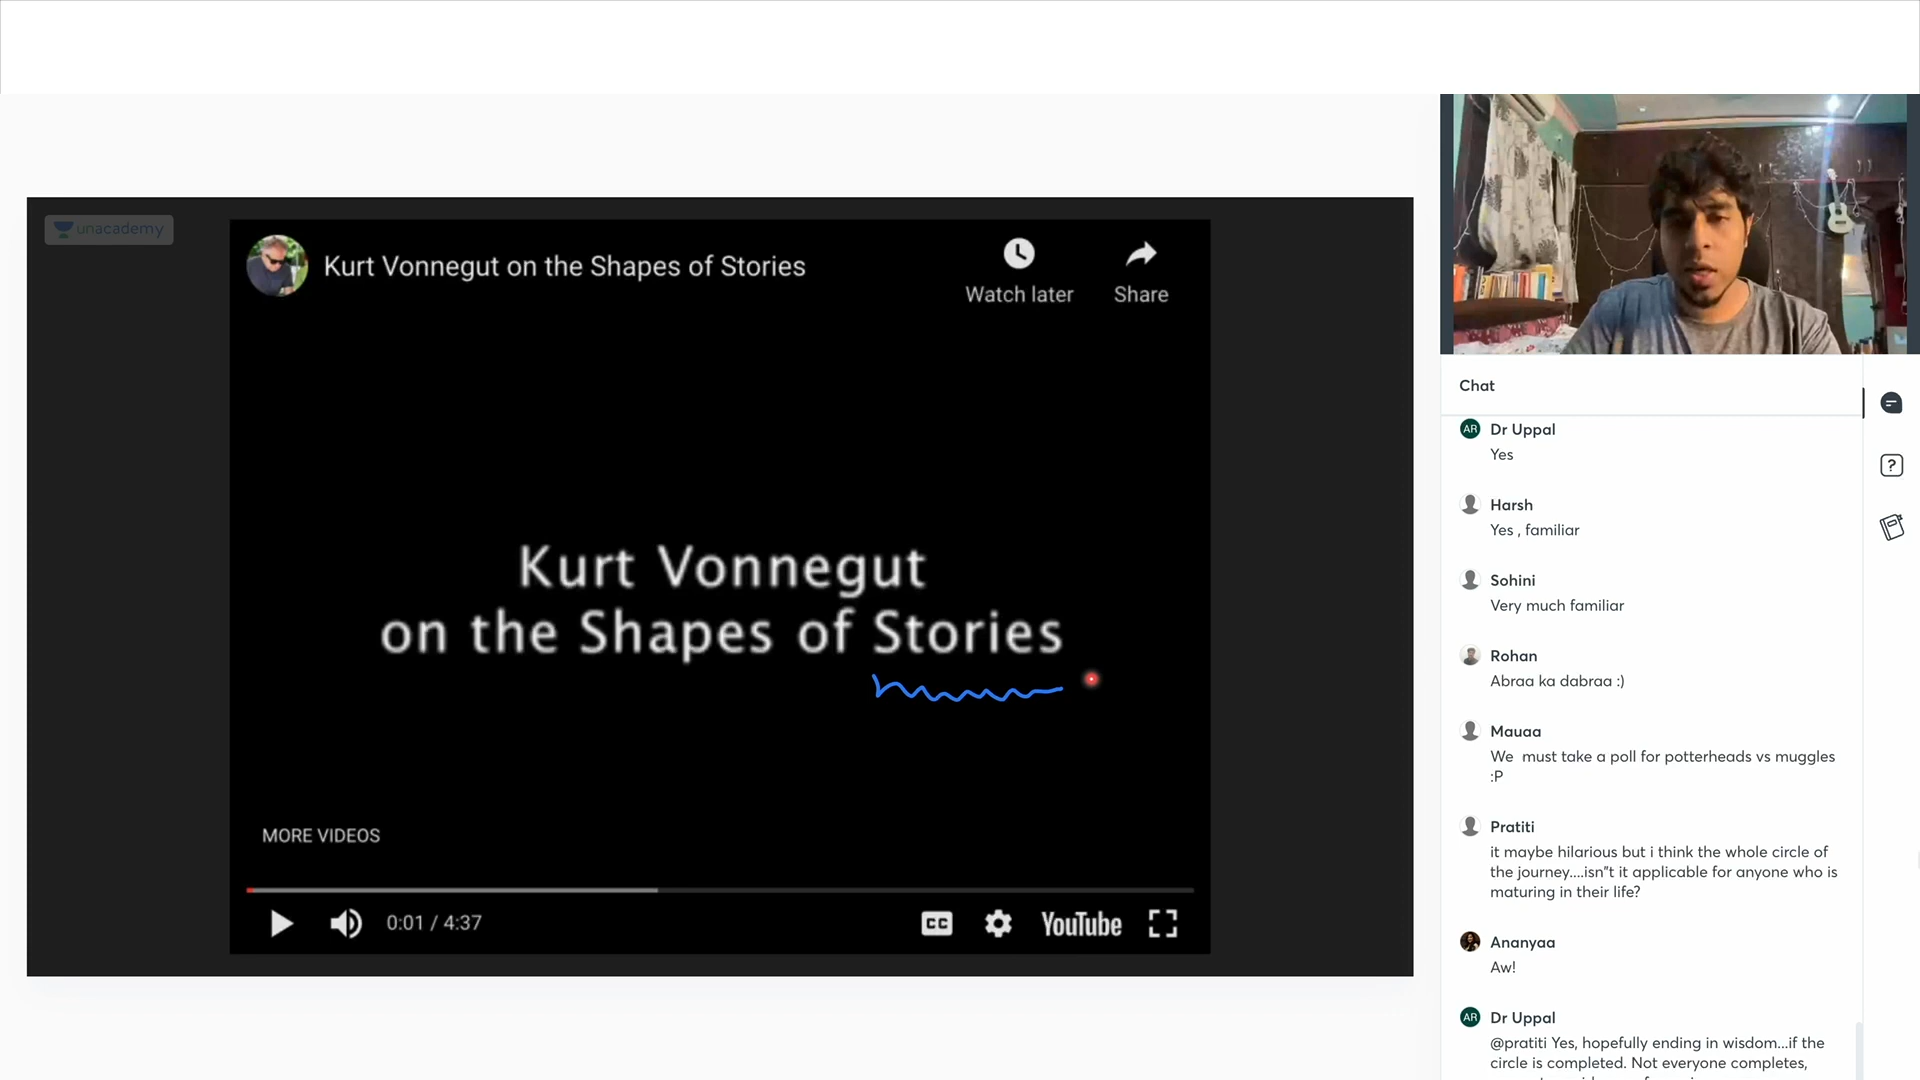 unacademy
Kurt Vonnegut on the Shapes of Stories
Watch later
Share
Kurt Vonnegut
on the Shapes of Stories
MORE VIDEOS
0:01 / 4:37
CC
YouTube
Chat
AR Dr Uppal
Yes
Harsh
Yes , familiar
Sohini
Very much familiar
Rohan
Abraa ka dabraa :)
Mauaa
We must take a poll for potterheads vs muggles
:P
Pratiti
it maybe hilarious but i think the whole circle of
the journey....isn"t it applicable for anyone who is
maturing in their life?
Ananyaa
Aw!
AR Dr Uppal
@pratiti Yes, hopefully ending in wisdom...if the
circle is completed. Not everyone completes,